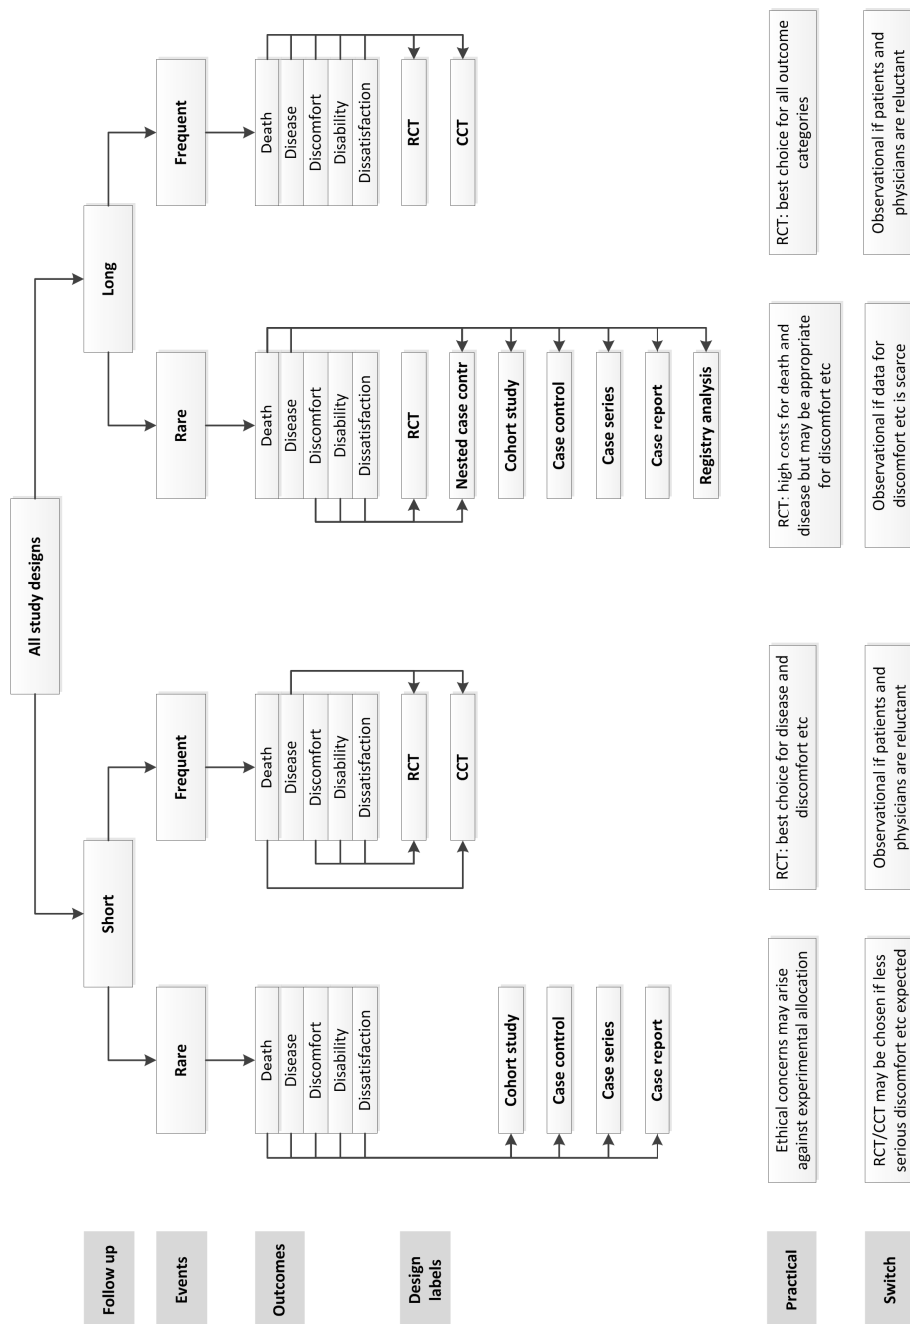 All study designs
Follow up
Short
Long
Events
Rare
Frequent
Rare
Frequent
Outcomes
Death
Disease
Discomfort
Disability
Dissatisfaction
Death
Disease
Discomfort
Disability
Dissatisfaction
Death
Disease
Discomfort
Disability
Dissatisfaction
Death
Disease
Discomfort
Disability
Dissatisfaction
Design
labels
Cohort study
Case control
Case series
Case report
RCT
CCT
RCT
Nested case contr
Cohort study
Case control
Case series
Case report
Registry analysis
RCT
CCT
Practical
Ethical concerns may arise
against experimental allocation
RCT: best choice for disease and
discomfort etc
RCT: high costs for death and
disease but may be appropriate
for discomfort etc
RCT: best choice for all outcome
categories
Switch
RCT/CCT may be chosen if less
serious discomfort etc expected
Observational if patients and
physicians are reluctant
Observational if data for
discomfort etc is scarce
Observational if patients and
physicians are reluctant